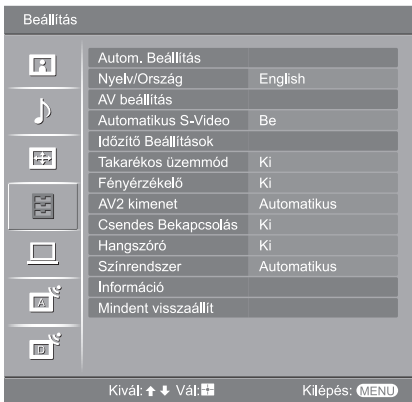 Beállítás
Autom. Beállítás
Nyelv/Ország English
AV beállítás
Automatikus S-Video Be
Időzítő Beállítások
Takarékos üzemmód Ki
Fényérzékelő Ki
AV2 kimenet Automatikus
Csendes Bekapcsolás Ki
Hangszóró Ki
Színrendszer Automatikus
Információ
Mindent visszaállít
A
D
Kivál: Vál: Kilépés: MENU